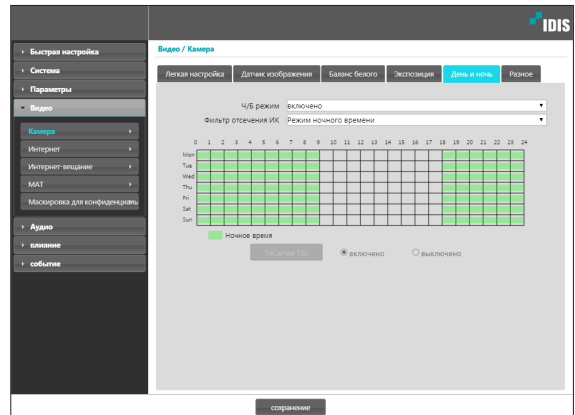 IDIS
Быстрая настройка
Система
Параметры
Видео
Камера
Интернет
Интернет-вещание
MAT
Маскировка для конфиденциаль
Аудио
влияние
событие
Видео / Камера
Легкая настройка Датчик изображения Баланс белого Экспозиция День и ночь Разное
Ч/Б режим включено
Фильтр отсечения ИК Режим ночного времени
0 1 2 3 4 5 6 7 8 9 10 11 12 13 14 15 16 17 18 19 20 21 22 23 24
Mon
Tue
Wed
Thu
Fri
Sat
Sun
Ночное время
включено выключено
сохранение